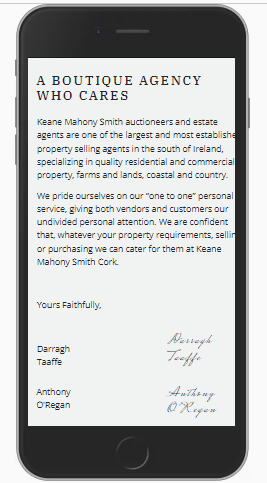 A BOUTIQUE AGENCY
WHO CARES
Keane Mahony Smith auctioneers and estate
agents are one of the largest and most establishe
property selling agents in the south of Ireland,
specializing in quality residential and commercial
property, farms and lands, coastal and country.
We pride ourselves on our “one to one” personal
service, giving both vendors and customers our
undivided personal attention. We are confident
that, whatever your property requirements, sellin
or purchasing we can cater for them at Keane
Mahony Smith Cork.
Yours Faithfully,
Darragh
Taaffe
Darragh
Taaffe
Anthony
O'Regan
Anthony
O'Regan